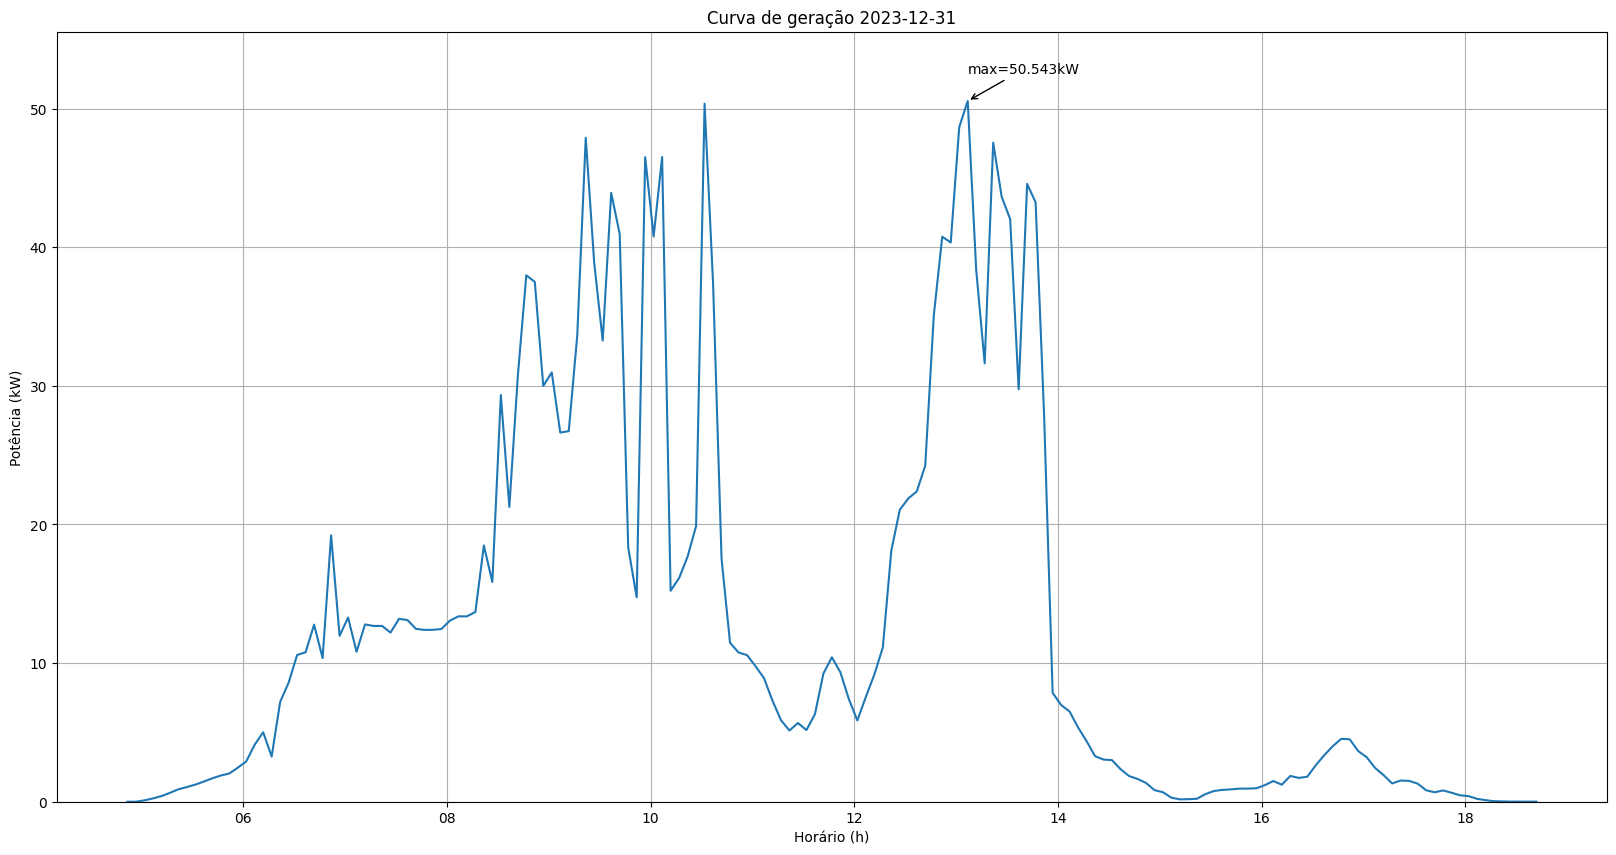 Curva de geração 2023-12-31
max=50.543kW
50
40
30
20
10
0
Potência (kW)
06 08 10 12 14 16 18
Horário (h)